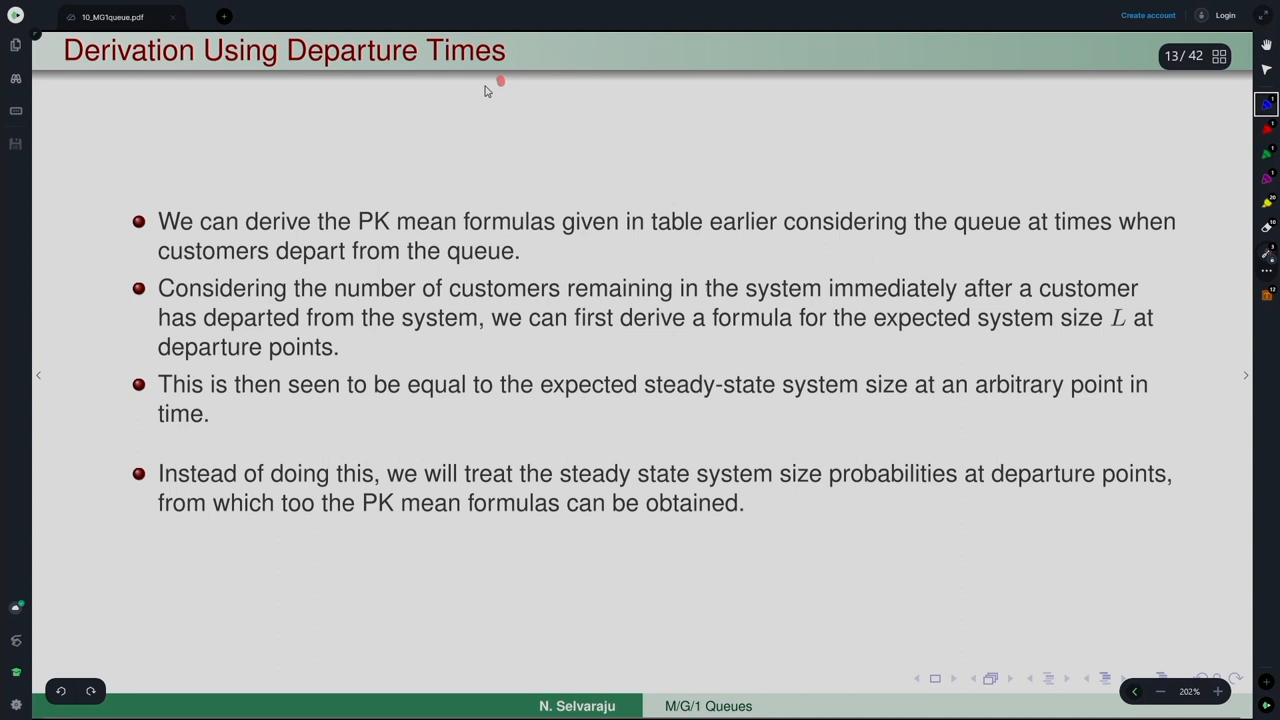 10_MG1queue.pdf
Create account
Login
Derivation Using Departure Times
13 / 42
We can derive the PK mean formulas given in table earlier considering the queue at times when
customers depart from the queue.
Considering the number of customers remaining in the system immediately after a customer
has departed from the system, we can first derive a formula for the expected system size L at
departure points.
This is then seen to be equal to the expected steady-state system size at an arbitrary point in
time.
Instead of doing this, we will treat the steady state system size probabilities at departure points,
from which too the PK mean formulas can be obtained.
202%
N. Selvaraju
M/G/1 Queues